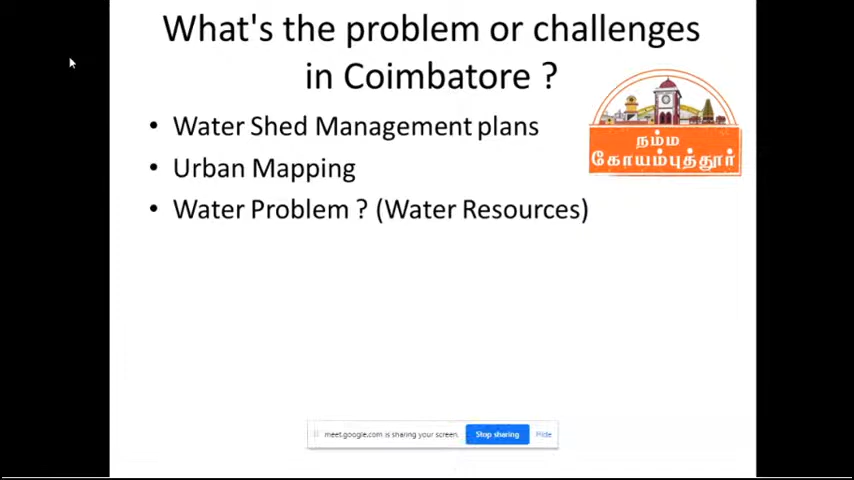 What's the problem or challenges
in Coimbatore ?
• Water Shed Management plans
• Urban Mapping
• Water Problem ? (Water Resources)
நம்ம
கோயம்புத்தூர்
meet.google.com is sharing your screen.
Stop sharing
Hide